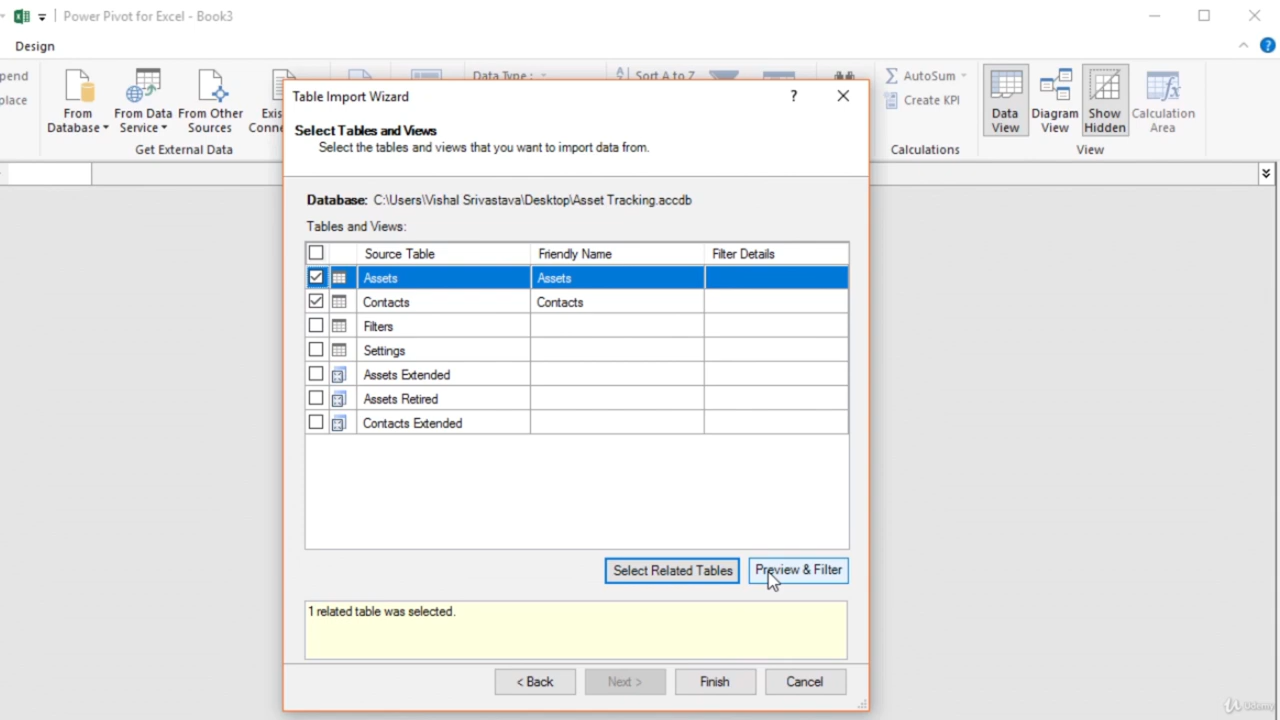 Power Pivot for Excel - Book3
Design
pend
place
From Database
From Data Service
From Other Sources
Exis
Conne
Get External Data
Data Type :
Sort A to Z
AutoSum
Create KPI
Calculations
Data View
Diagram View
Show Hidden
Calculation Area
View
Table Import Wizard
?
Select Tables and Views
Select the tables and views that you want to import data from.
Database: C:\Users\Vishal Srivastava\Desktop\Asset Tracking.accdb
Tables and Views:
Source Table Friendly Name Filter Details
Assets Assets
Contacts Contacts
Filters
Settings
Assets Extended
Assets Retired
Contacts Extended
Select Related Tables Preview & Filter
1 related table was selected.
< Back Next > Finish Cancel
Udemy